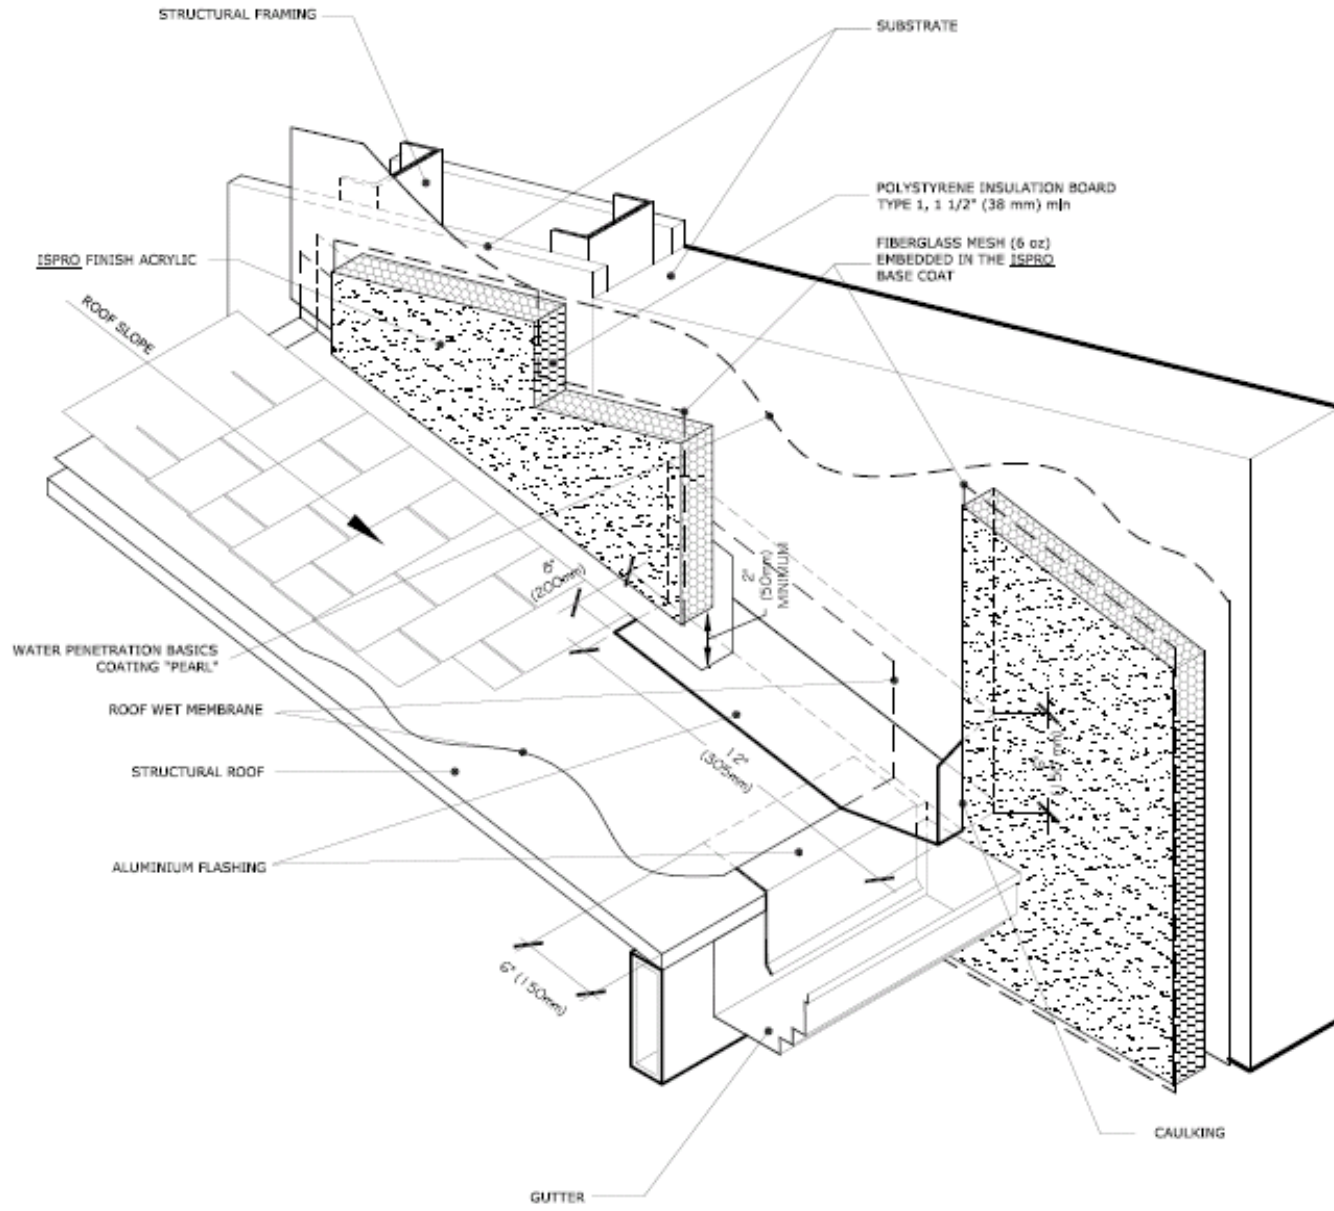 STRUCTURAL FRAMING
SUBSTRATE
POLYSTYRENE INSULATION BOARD
TYPE 1, 1 1/2" (38 mm) min
FIBERGLASS MESH (6 oz)
EMBEDDED IN THE ISPRO
BASE COAT
ISPRO FINISH ACRYLIC
ROOF SLOPE
8"
(200mm)
2"
(50mm)
MINIMUM
WATER PENETRATION BASICS
COATING "PEARL"
ROOF WET MEMBRANE
12"
(305mm)
STRUCTURAL ROOF
ALUMINIUM FLASHING
6" (150mm)
CAULKING
GUTTER